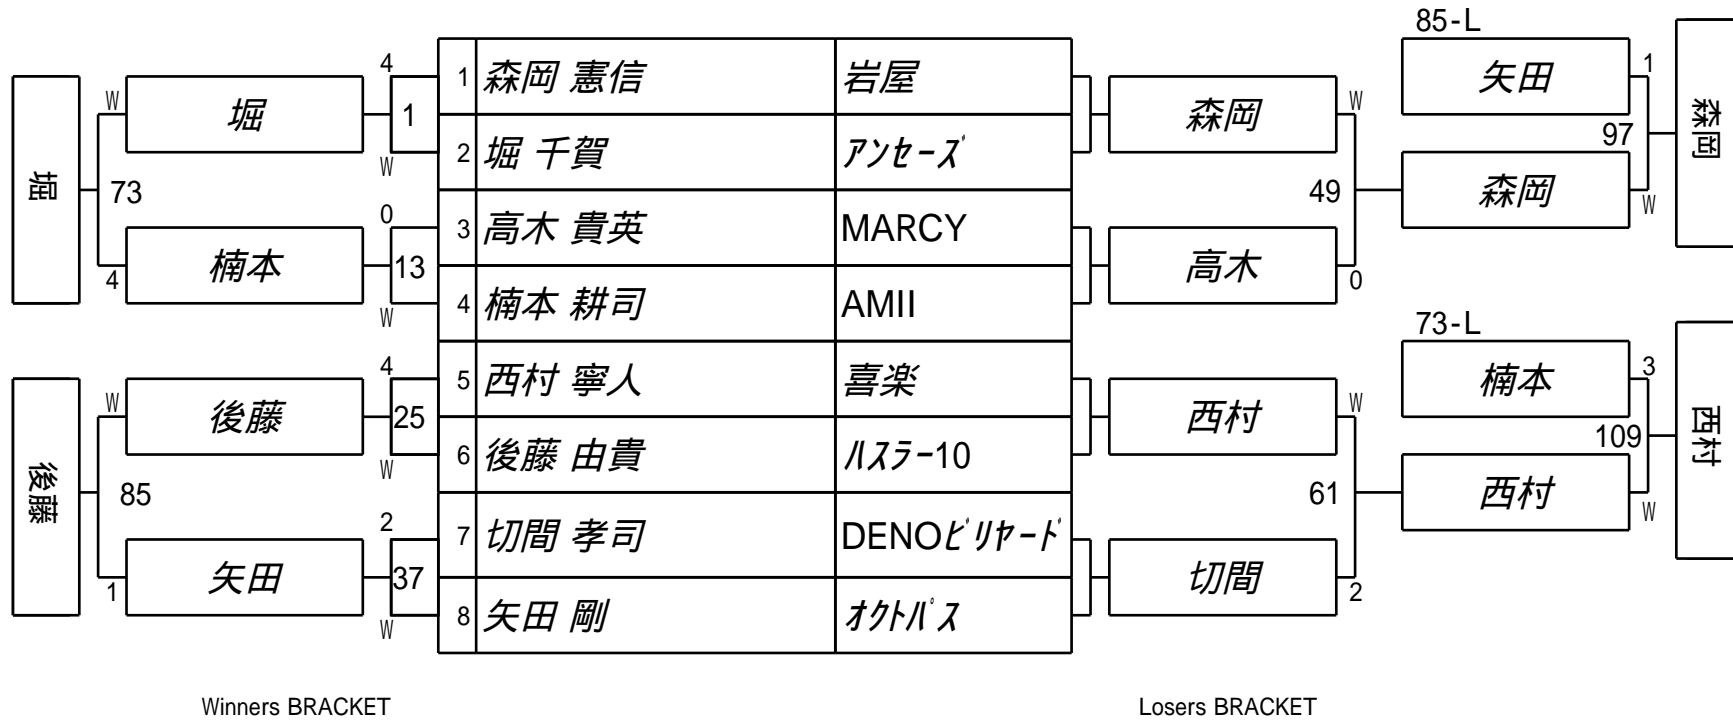 85-L
4
1 森岡 憲信 岩屋
矢田 1
W 堀 1
森岡 W
97 森岡
2 堀 千賀 アンセーズ
W
堀 73
49 森岡 W
0
3 高木 貴英 MARCY
4 楠本 13
高木 0
4 楠本 耕司 AMII
W
73-L
4
5 西村 寧人 喜楽
楠本 3
W 後藤 25
西村 W
109 西村
6 後藤 由貴 ハスラー10
W
後藤 85
61 西村 W
2
7 切間 孝司 DENOビリヤード
1 矢田 37
切間 2
8 矢田 剛 オクトパス
W
Winners BRACKET
Losers BRACKET